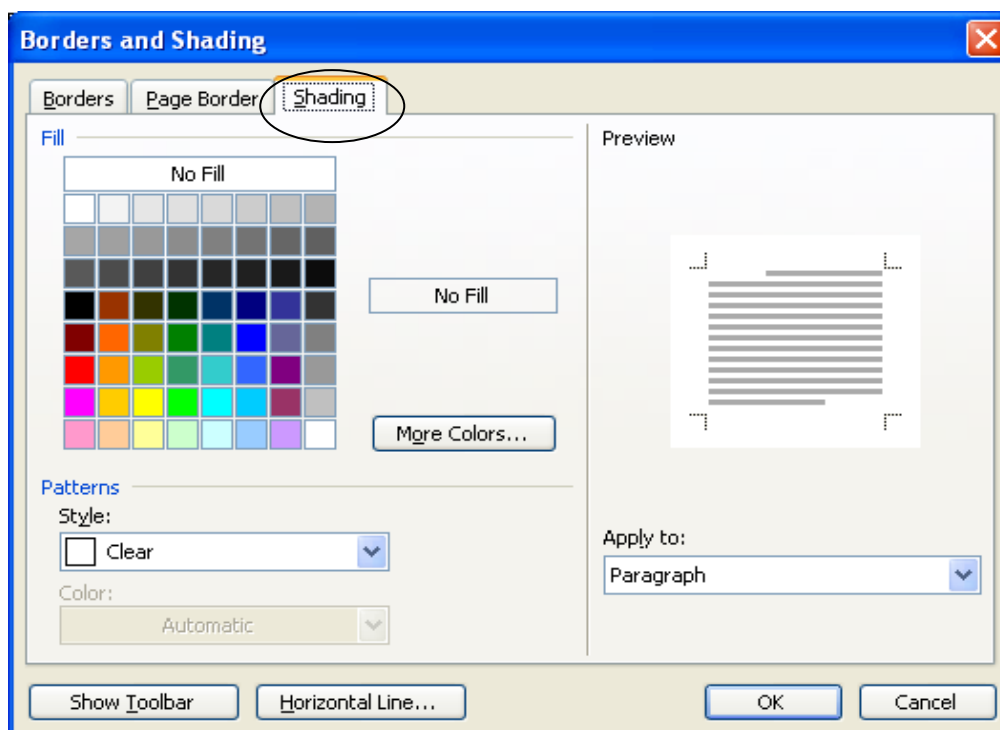 Borders and Shading
Borders Page Border Shading
Fill
No Fill
No Fill
More Colors...
Patterns
Style:
Clear
Color:
Automatic
Preview
Apply to:
Paragraph
Show Toolbar Horizontal Line... OK Cancel